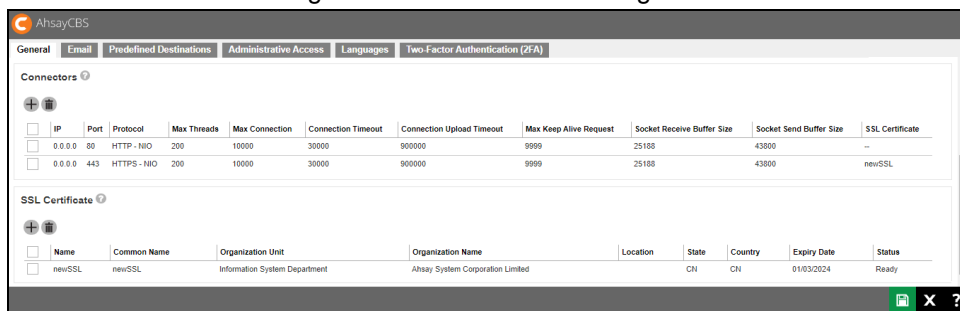 AhsayCBS
General Email Predefined Destinations Administrative Access Languages Two-Factor Authentication (2FA)
Connectors ?
IP Port Protocol Max Threads Max Connection Connection Timeout Connection Upload Timeout Max Keep Alive Request Socket Receive Buffer Size Socket Send Buffer Size SSL Certificate
0.0.0.0 80 HTTP - NIO 200 10000 30000 900000 9999 25188 43800 --
0.0.0.0 443 HTTPS - NIO 200 10000 30000 900000 9999 25188 43800 newSSL
SSL Certificate ?
Name Common Name Organization Unit Organization Name Location State Country Expiry Date Status
newSSL newSSL Information System Department Ahsay System Corporation Limited CN CN 01/03/2024 Ready
X ?